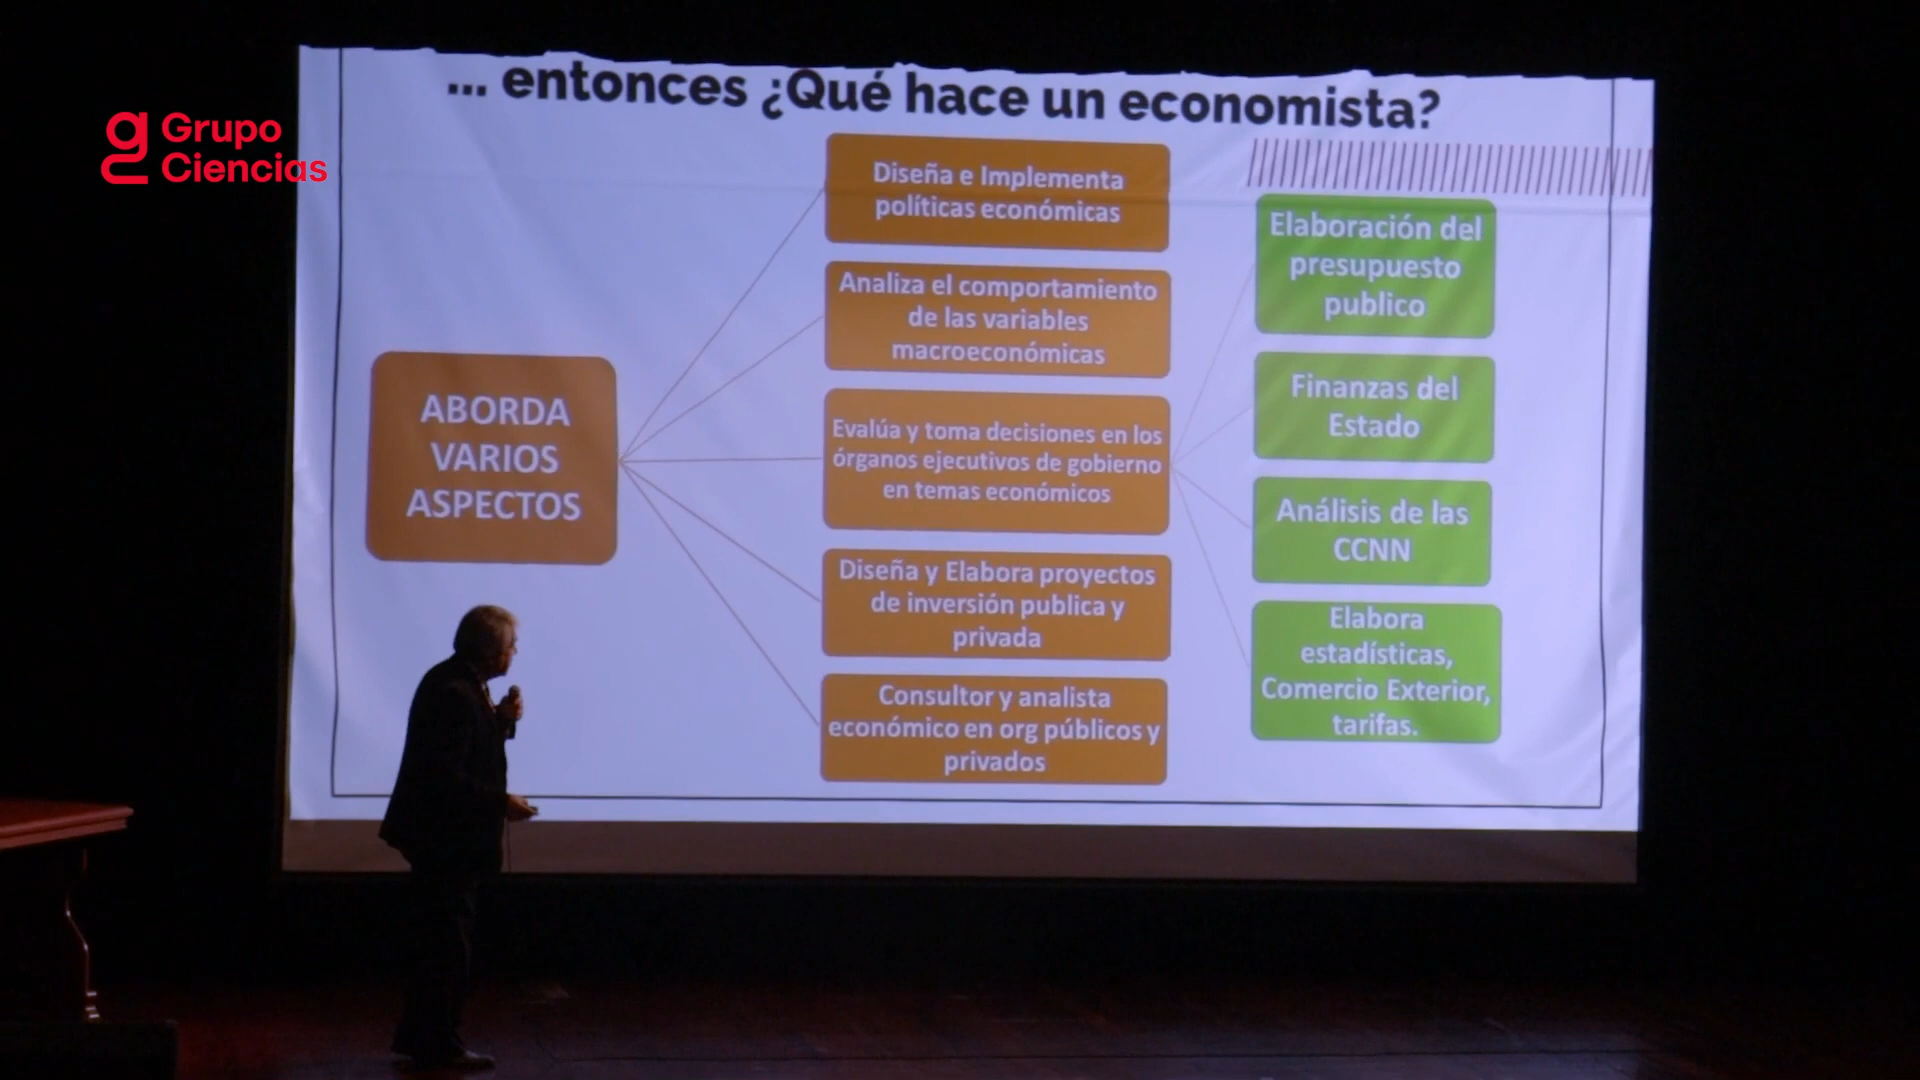 ... entonces ¿Qué hace un economista?
Grupo
Ciencias
ABORDA
VARIOS
ASPECTOS
Diseña e Implementa
políticas económicas
Analiza el comportamiento
de las variables
macroeconómicas
Evalúa y toma decisiones en los
órganos ejecutivos de gobierno
en temas económicos
Diseña y Elabora proyectos
de inversión publica y
privada
Consultor y analista
económico en org públicos y
privados
Elaboración del
presupuesto
publico
Finanzas del
Estado
Análisis de las
CCNN
Elabora
estadísticas,
Comercio Exterior,
tarifas.